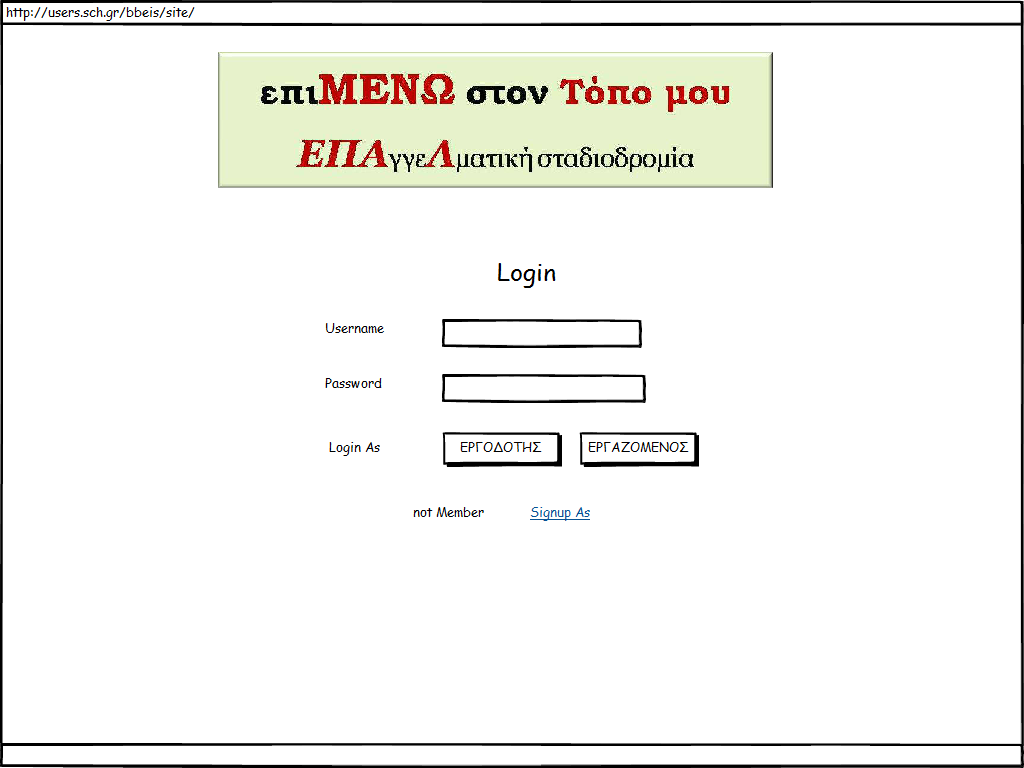 http://users.sch.gr/bbeis/site/
επιΜΕΝΩ στον Τόπο μου
ΕΠΑγγεΛματική σταδιοδρομία
Login
Username
Password
Login As ΕΡΓΟΔΟΤΗΣ ΕΡΓΑΖΟΜΕΝΟΣ
not Member Signup As